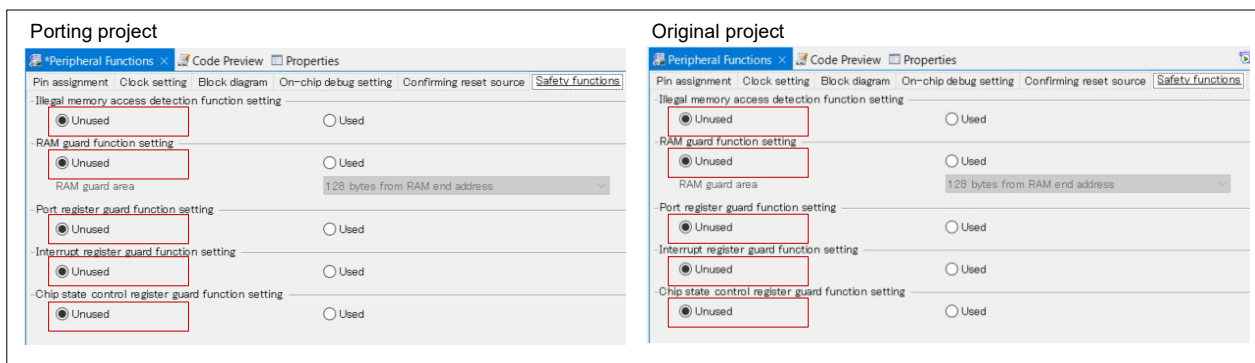 Porting project
*Peripheral Functions × Code Preview Properties
Pin assignment Clock setting Block diagram On-chip debug setting Confirming reset source Safety functions
Illegal memory access detection function setting
Unused Used
RAM guard function setting
Unused Used
RAM guard area 128 bytes from RAM end address
Port register guard function setting
Unused Used
Interrupt register guard function setting
Unused Used
Chip state control register guard function setting
Unused Used
Original project
Peripheral Functions × Code Preview Properties
Pin assignment Clock setting Block diagram On-chip debug setting Confirming reset source Safety functions
Illegal memory access detection function setting
Unused Used
RAM guard function setting
Unused Used
RAM guard area 128 bytes from RAM end address
Port register guard function setting
Unused Used
Interrupt register guard function setting
Unused Used
Chip state control register guard function setting
Unused Used